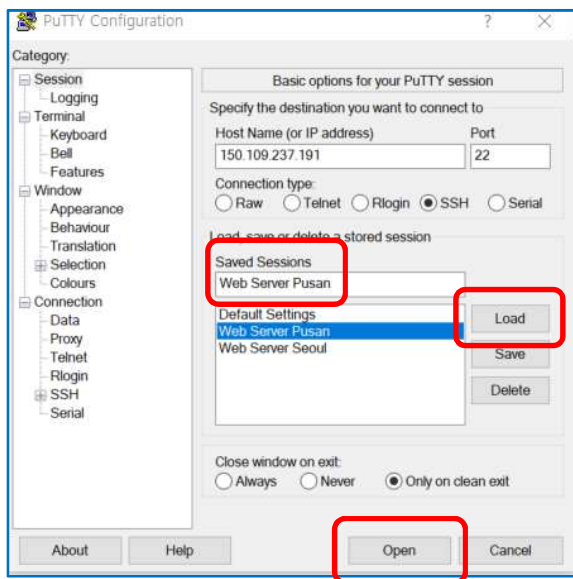 PuTTY Configuration
?
Category:
Session
Logging
Terminal
Keyboard
Bell
Features
Window
Appearance
Behaviour
Translation
Selection
Colours
Connection
Data
Proxy
Telnet
Rlogin
SSH
Serial
Basic options for your PuTTY session
Specify the destination you want to connect to
Host Name (or IP address) Port
150.109.237.191 22
Connection type:
Raw Telnet Rlogin SSH Serial
Load, save or delete a stored session
Saved Sessions
Web Server Pusan
Default Settings
Web Server Pusan
Web Server Seoul
Load
Save
Delete
Close window on exit:
Always Never Only on clean exit
About Help Open Cancel